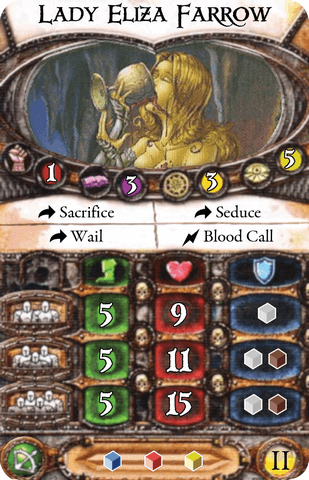 LADY ELIZA FARROW
1 3 3 5
Sacrifice Seduce
Wail Blood Call
5 9
5 11
5 15
II